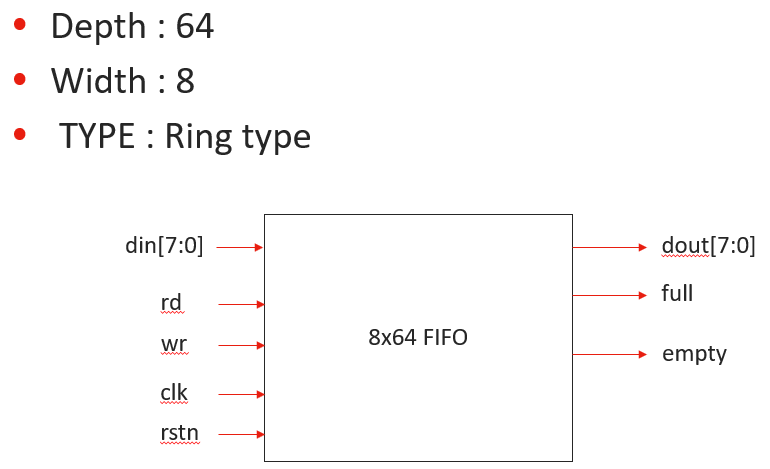 • Depth : 64
• Width : 8
• TYPE : Ring type
din[7:0]
dout[7:0]
full
rd
8x64 FIFO
wr
empty
clk
rstn